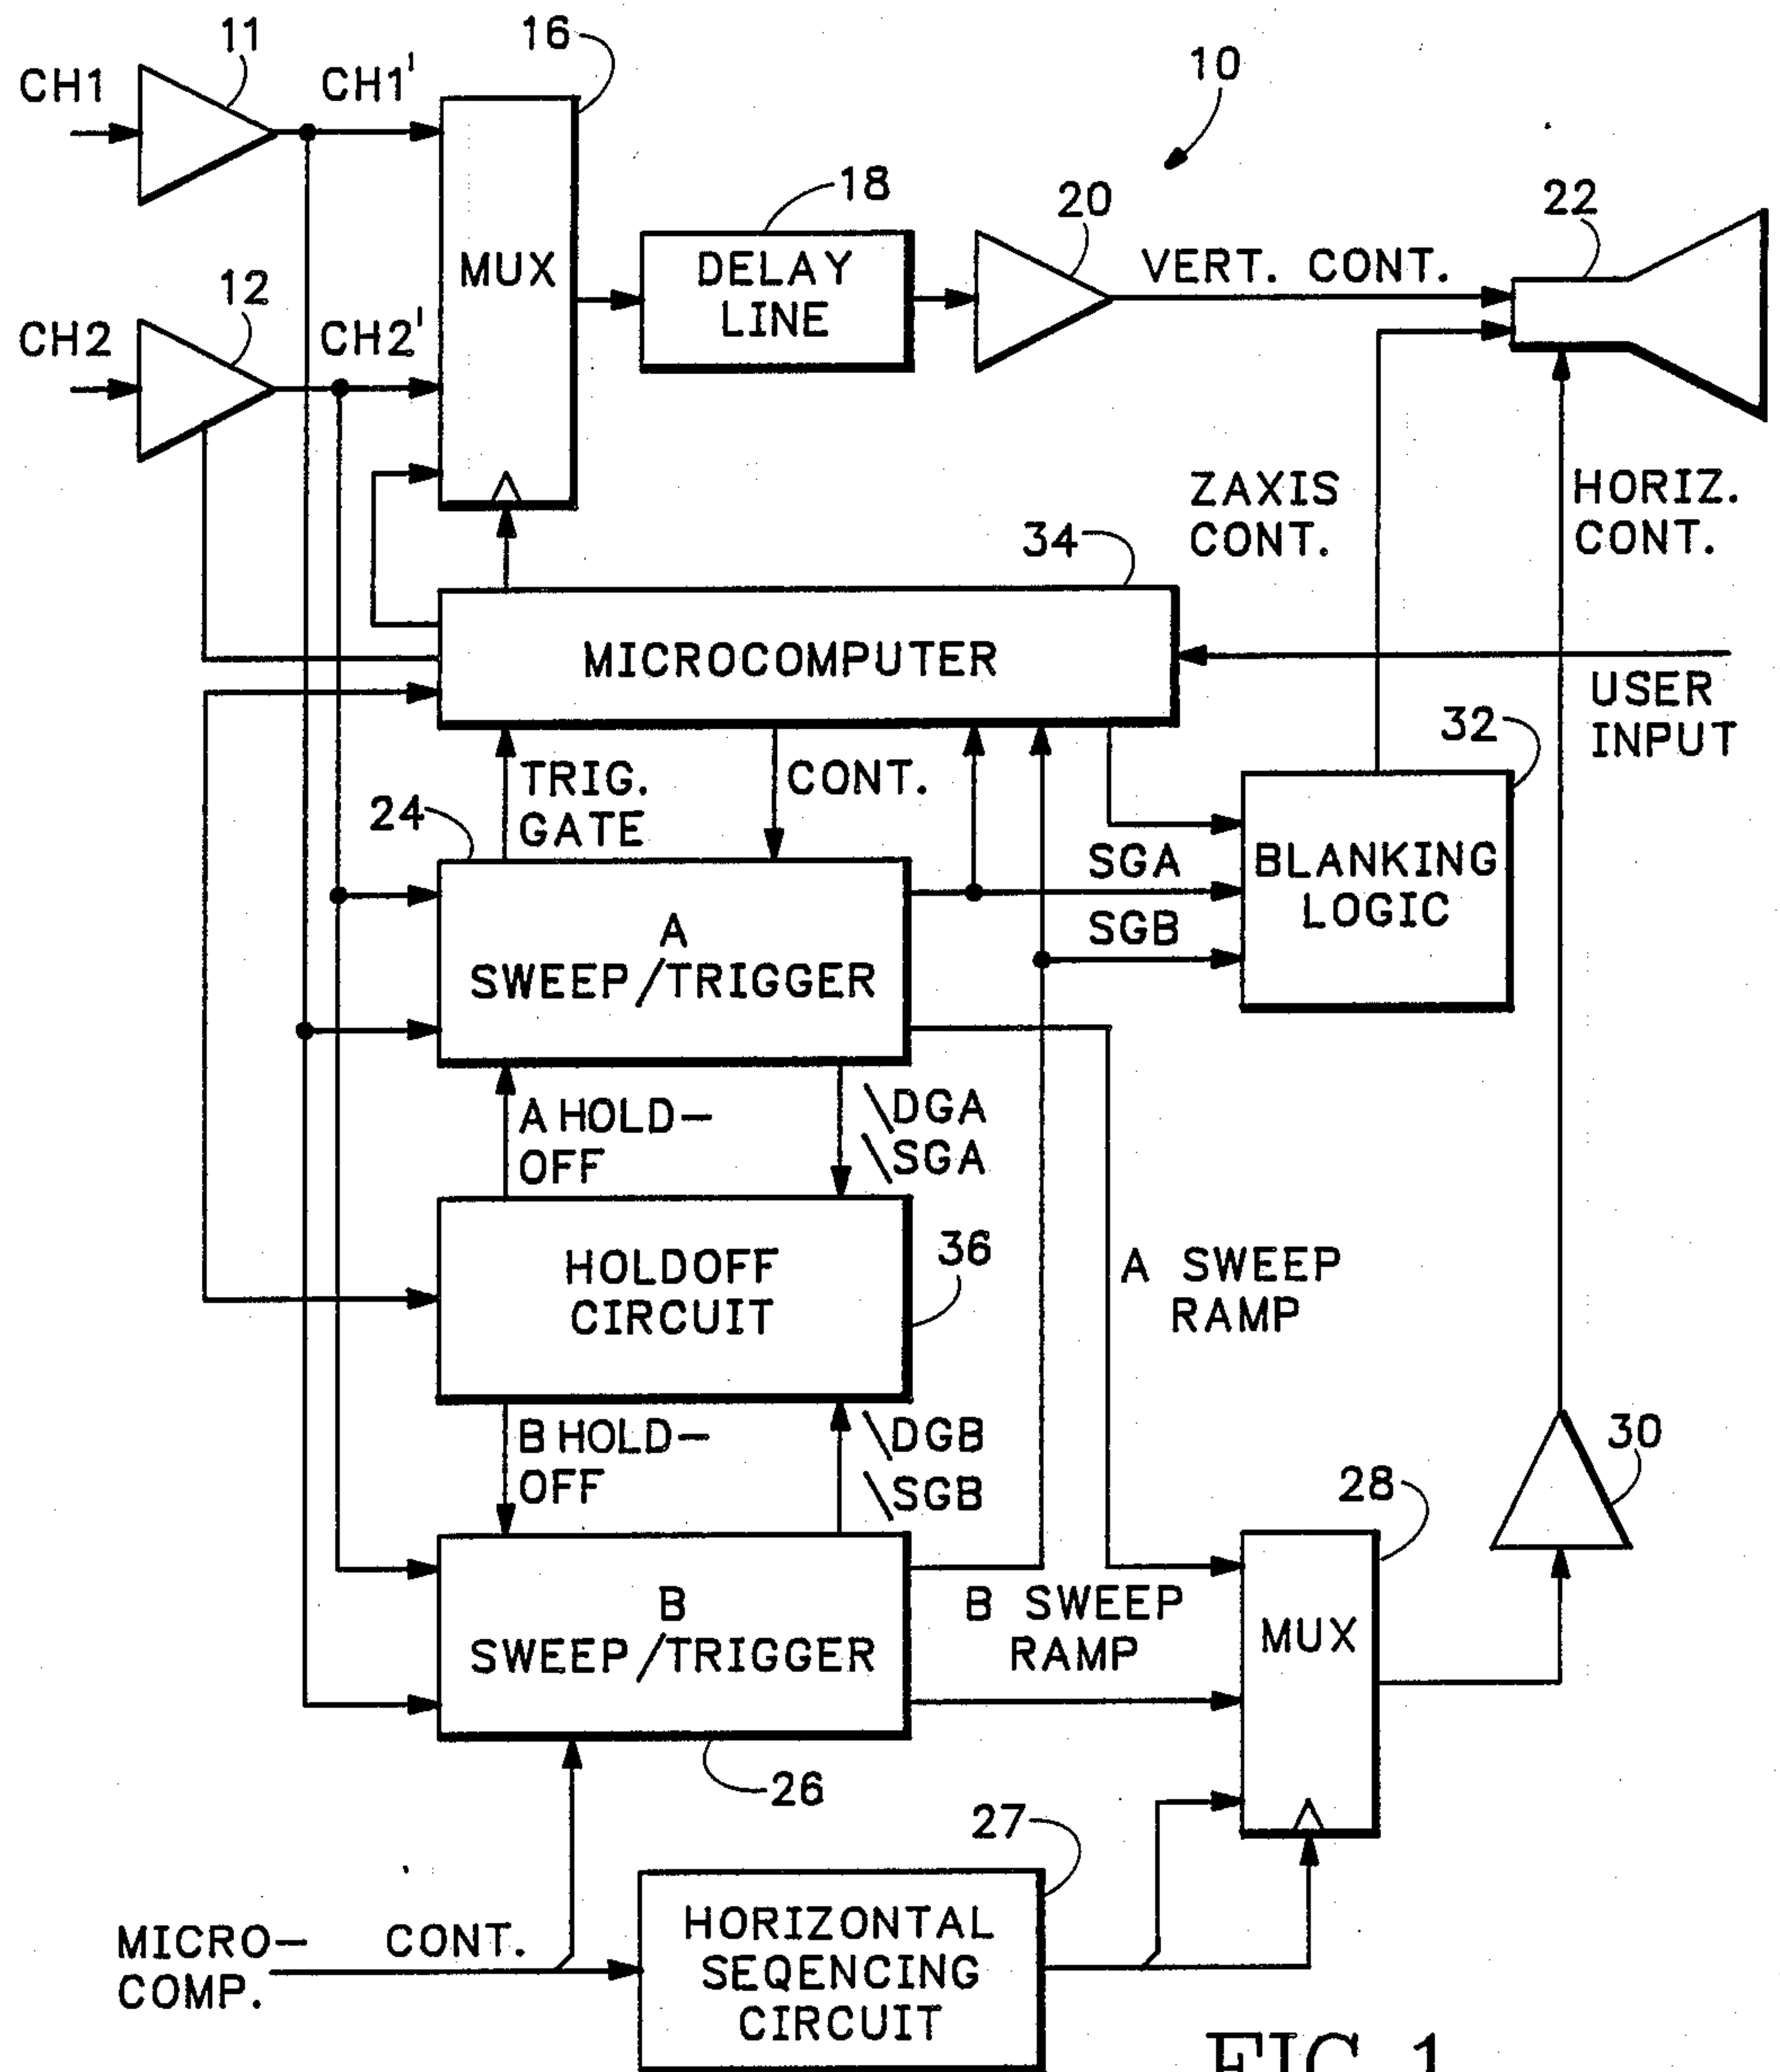 11
16
CH1
CH1'
10
18
20
22
MUX
DELAY
LINE
VERT. CONT.
12
CH2
CH2'
ZAXIS
CONT.
HORIZ.
CONT.
34
MICROCOMPUTER
USER
INPUT
32
TRIG.
GATE
CONT.
24
SGA
BLANKING
LOGIC
SGB
A
SWEEP/TRIGGER
A HOLD-
OFF
\DGA
\SGA
36
HOLDOFF
CIRCUIT
A SWEEP
RAMP
B HOLD-
OFF
\DGB
\SGB
30
28
B
SWEEP/TRIGGER
B SWEEP
RAMP
MUX
26
27
MICRO-
COMP.
CONT.
HORIZONTAL
SEQENCING
CIRCUIT
FIG. 1